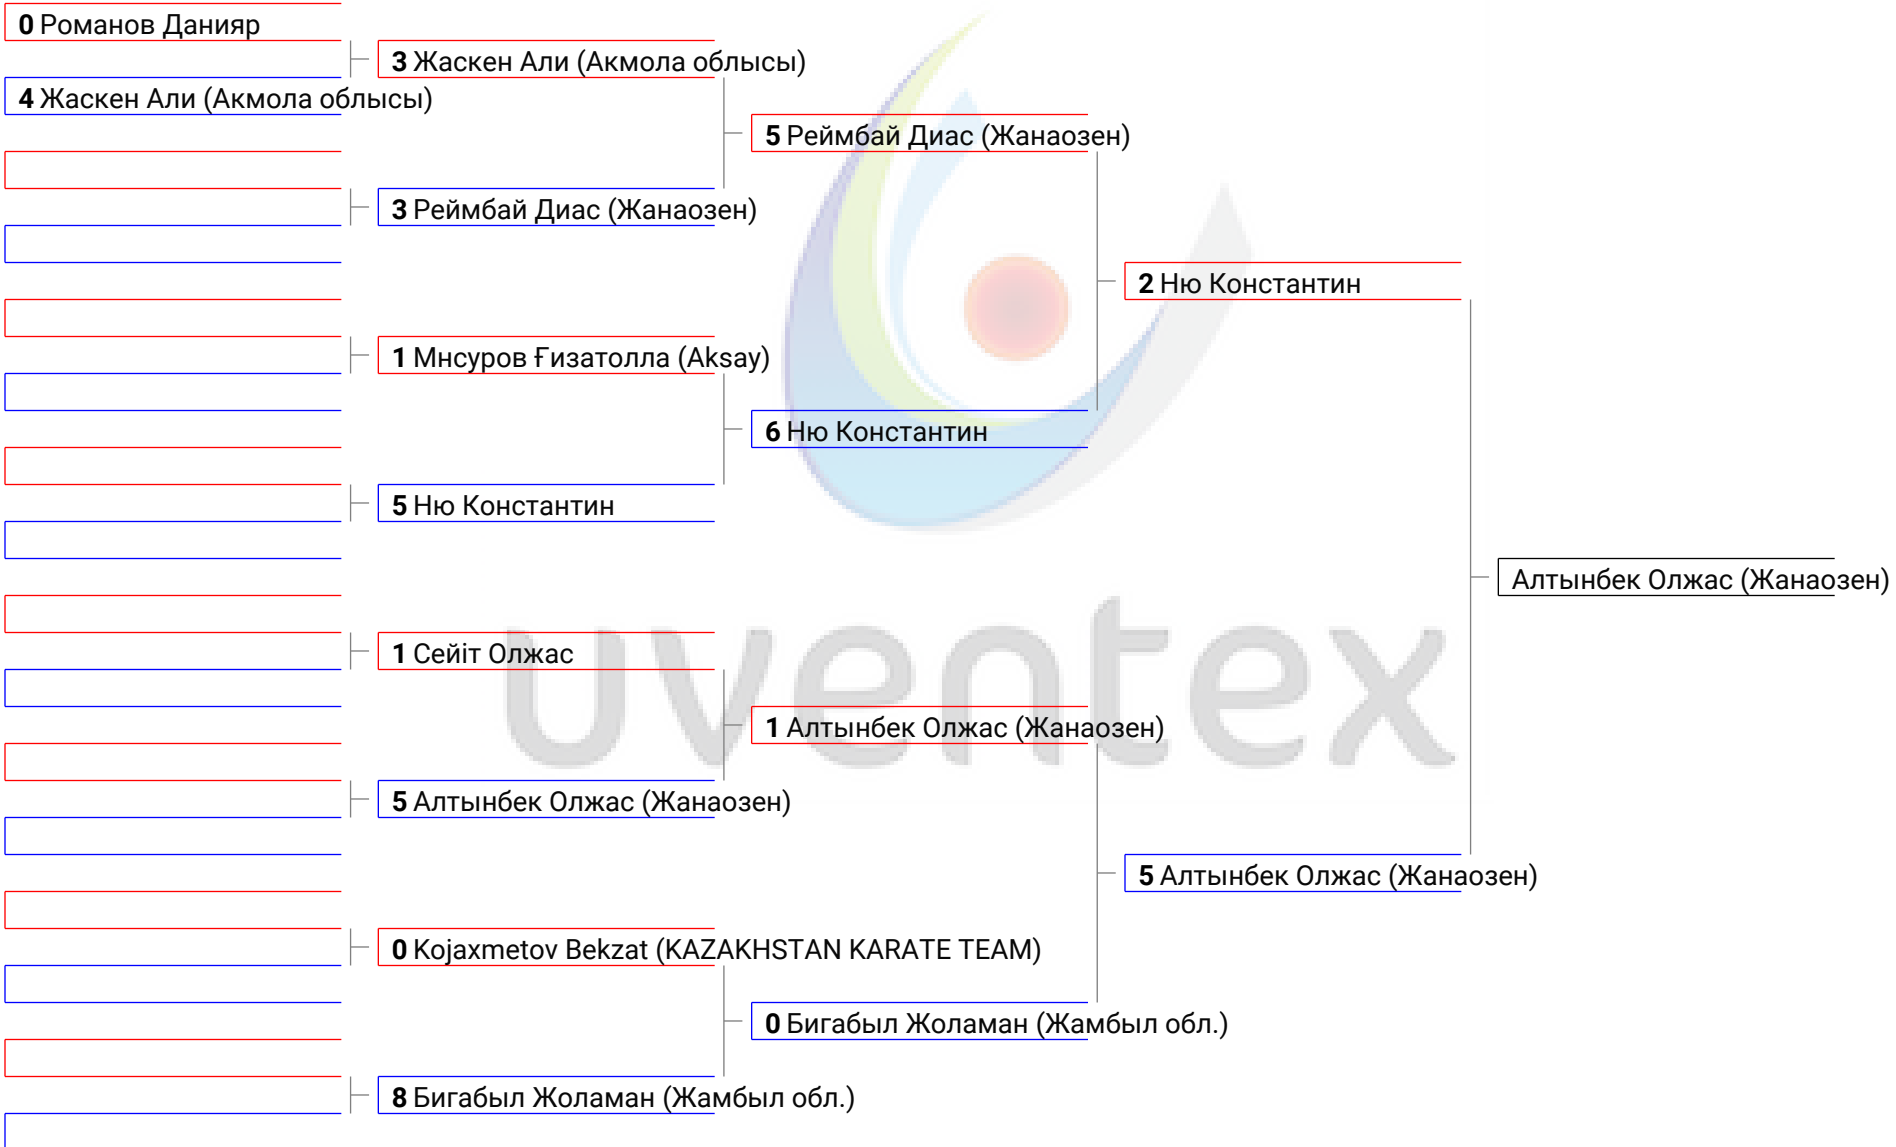 0 Романов Данияр
3 Жаскен Али (Акмола облысы)
4 Жаскен Али (Акмола облысы)
5 Реймбай Диас (Жанаозен)
3 Реймбай Диас (Жанаозен)
2 Ню Константин
1 Мнсуров Ғизатолла (Aksay)
6 Ню Константин
5 Ню Константин
Алтынбек Олжас (Жанаозен)
1 Сейіт Олжас
uventex
1 Алтынбек Олжас (Жанаозен)
5 Алтынбек Олжас (Жанаозен)
5 Алтынбек Олжас (Жанаозен)
0 Kojaxmetov Bekzat (KAZAKHSTAN KARATE TEAM)
0 Бигабыл Жоламан (Жамбыл обл.)
8 Бигабыл Жоламан (Жамбыл обл.)